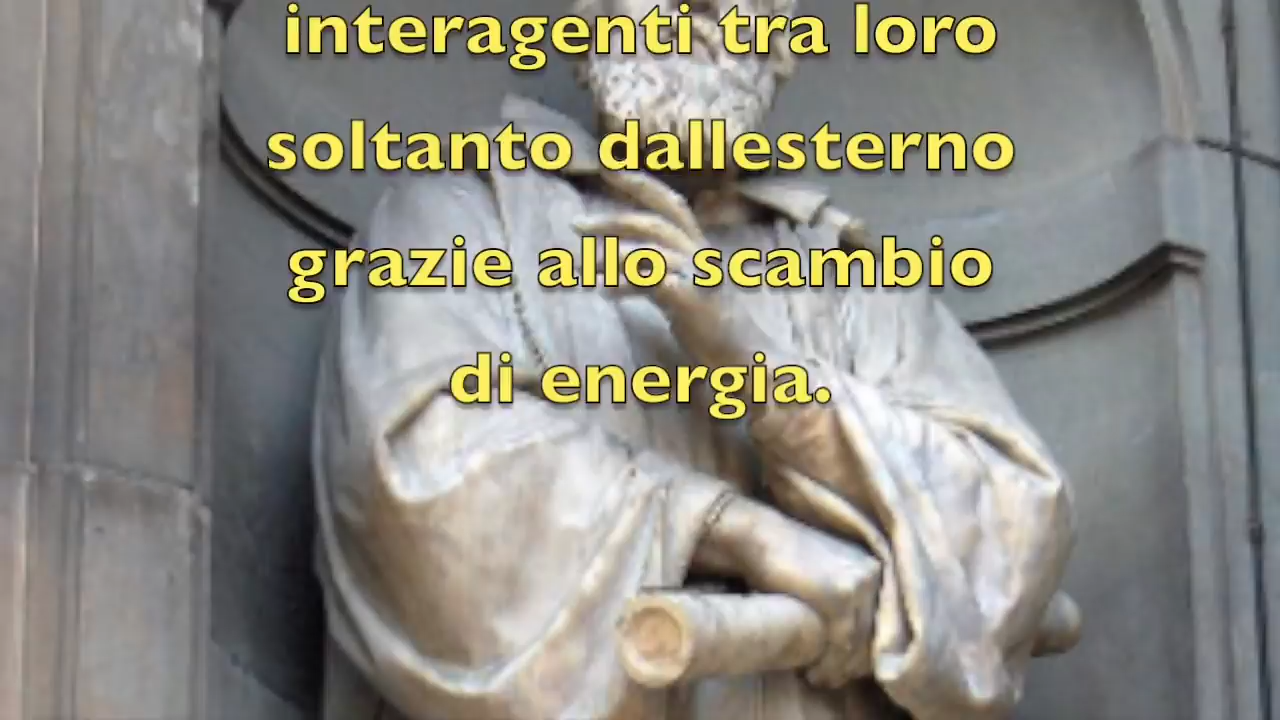 interagenti tra loro
soltanto dallesterno
grazie allo scambio
di energia.